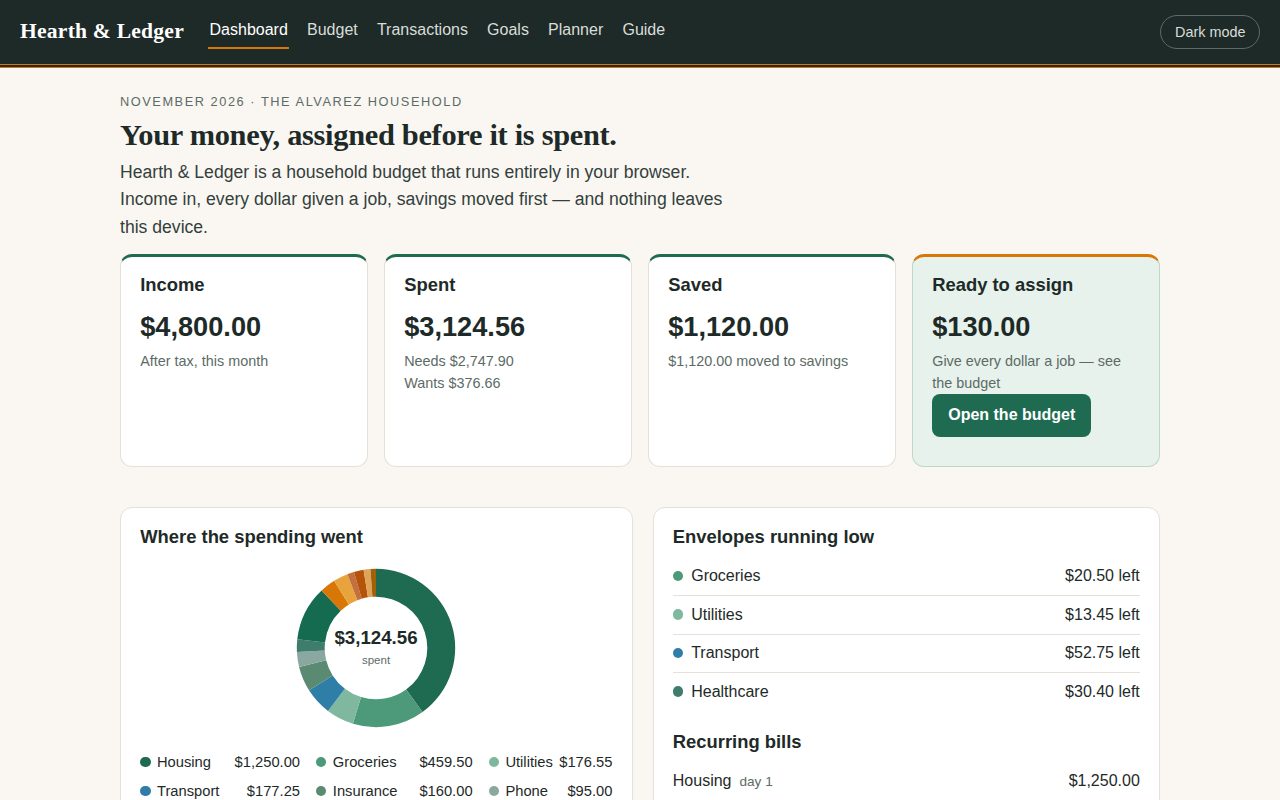 Hearth & Ledger
Dashboard
Budget
Transactions
Goals
Planner
Guide
Dark mode
NOVEMBER 2026 · THE ALVAREZ HOUSEHOLD
Your money, assigned before it is spent.
Hearth & Ledger is a household budget that runs entirely in your browser.
Income in, every dollar given a job, savings moved first — and nothing leaves
this device.
Income
$4,800.00
After tax, this month
Spent
$3,124.56
Needs $2,747.90
Wants $376.66
Saved
$1,120.00
$1,120.00 moved to savings
Ready to assign
$130.00
Give every dollar a job — see
the budget
Open the budget
Where the spending went
$3,124.56
spent
Housing $1,250.00
Groceries $459.50
Utilities $176.55
Transport $177.25
Insurance $160.00
Phone $95.00
Envelopes running low
Groceries $20.50 left
Utilities $13.45 left
Transport $52.75 left
Healthcare $30.40 left
Recurring bills
Housing day 1 $1,250.00